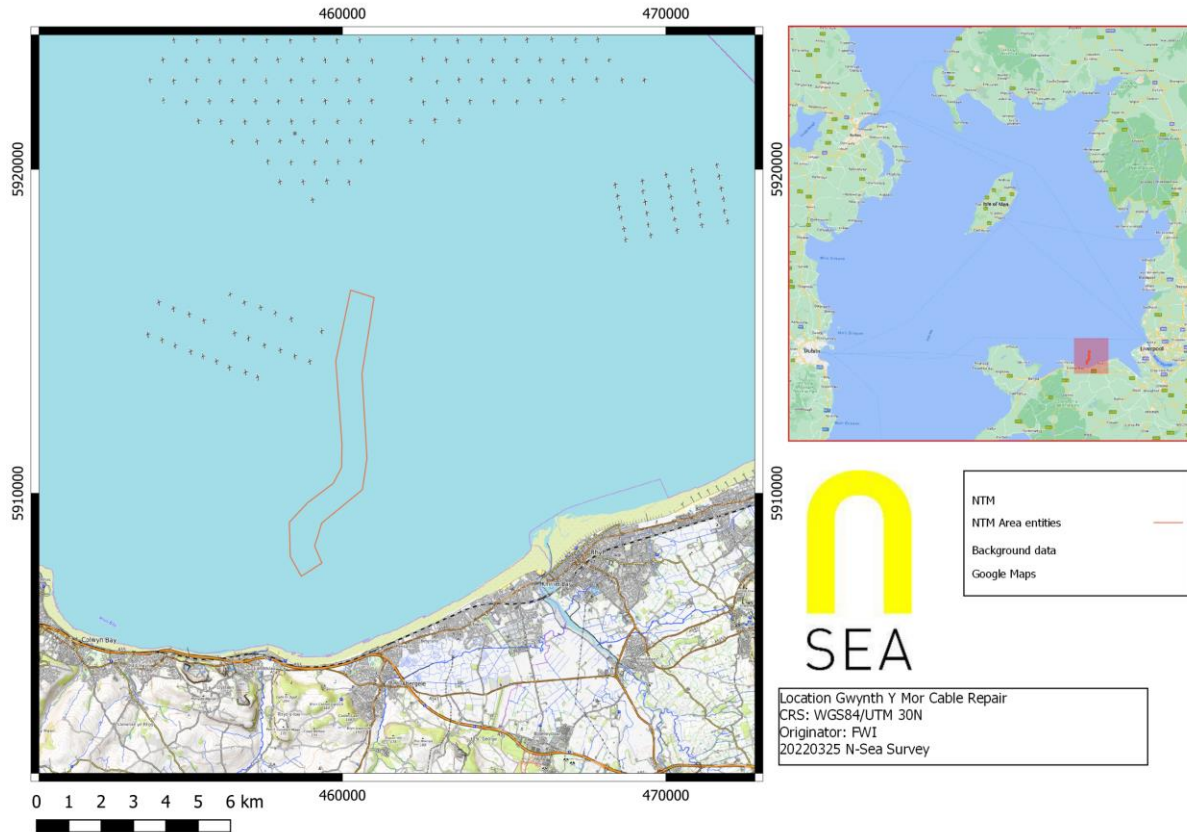 460000
470000
5920000
5920000
5910000
5910000
Colwyn Bay
Rhyl
Abergele
460000
470000
0 1 2 3 4 5 6 km
Isle of Man
Dublin
Liverpool
SEA
NTM
NTM Area entities
Background data
Google Maps
Location Gwynth Y Mor Cable Repair
CRS: WGS84/UTM 30N
Originator: FWI
20220325 N-Sea Survey